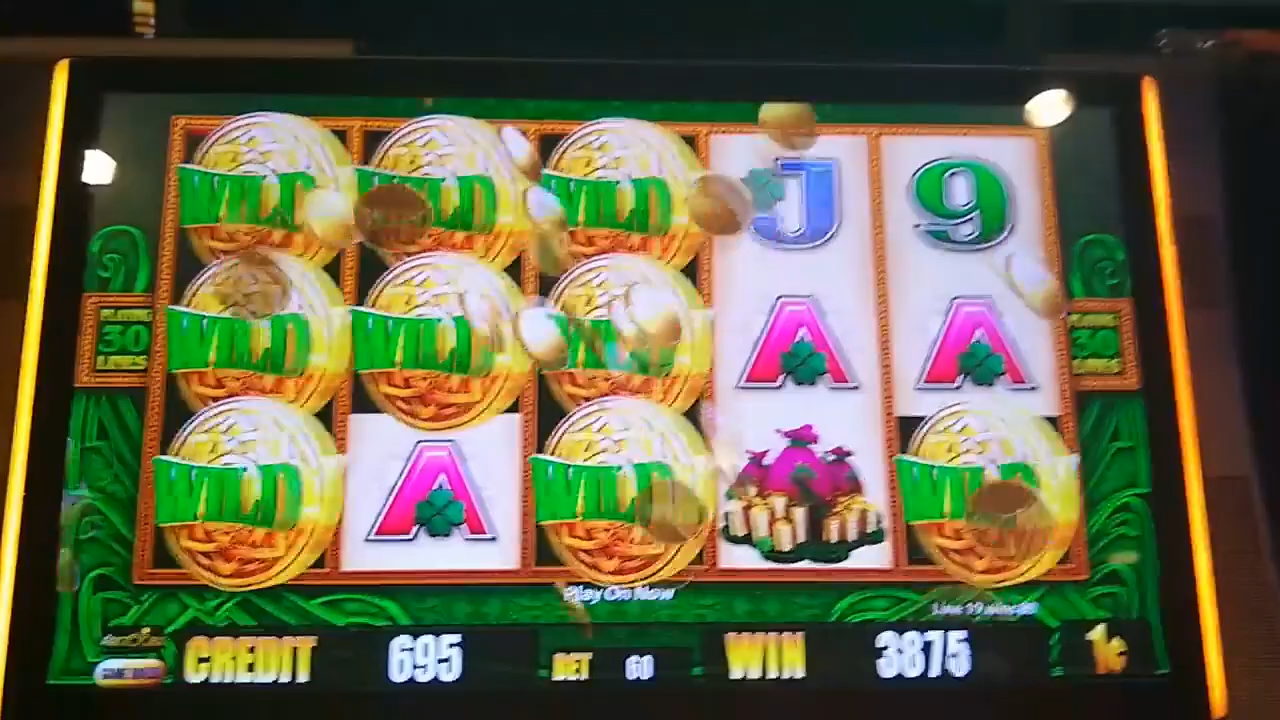 WILD WILD WILD J 9
30 LINES WILD WILD WILD A A 30
WILD A WILD WILD
Play On Now
CREDIT 695 BET 60 WIN 3875 1¢